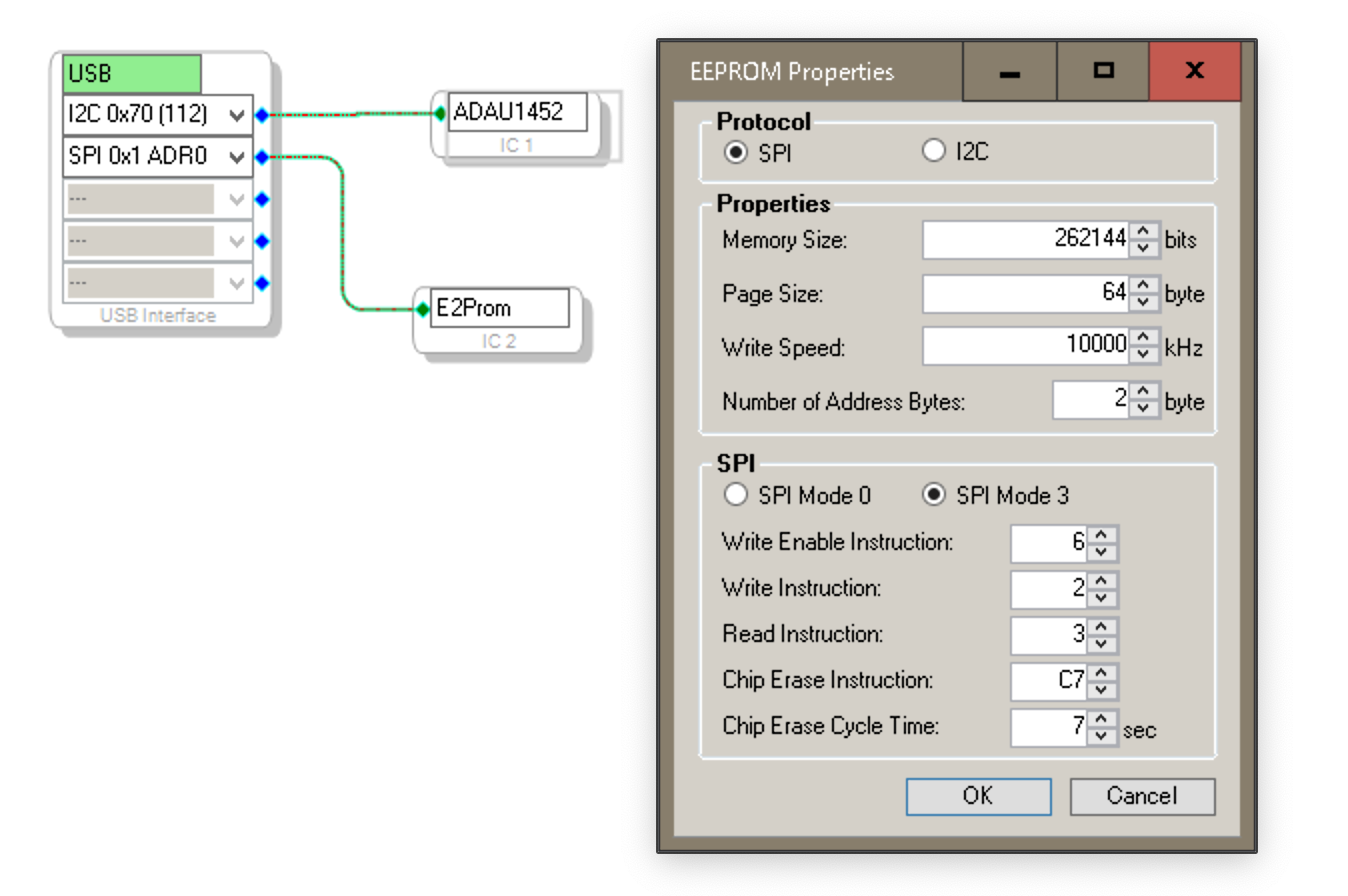 USB
I2C 0x70 (112)
SPI 0x1 ADR0
---
---
---
USB Interface
ADAU1452
IC 1
E2Prom
IC 2
EEPROM Properties
Protocol
SPI
I2C
Properties
Memory Size: 262144 bits
Page Size: 64 byte
Write Speed: 10000 kHz
Number of Address Bytes: 2 byte
SPI
SPI Mode 0
SPI Mode 3
Write Enable Instruction: 6
Write Instruction: 2
Read Instruction: 3
Chip Erase Instruction: C7
Chip Erase Cycle Time: 7 sec
OK
Cancel